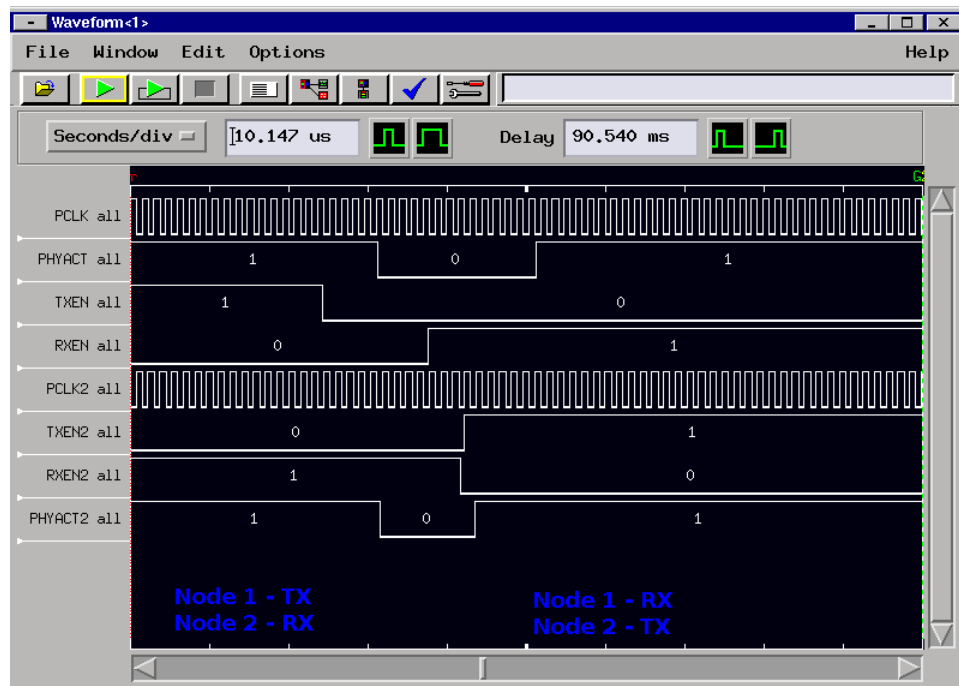 Waveform<1>
File Window Edit Options Help
Seconds/div 10.147 us Delay 90.540 ms
PCLK all
PHYACT all 1 0 1
TXEN all 1 0
RXEN all 0 1
PCLK2 all
TXEN2 all 0 1
RXEN2 all 1 0
PHYACT2 all 1 0 1
Node 1 - TX
Node 2 - RX
Node 1 - RX
Node 2 - TX